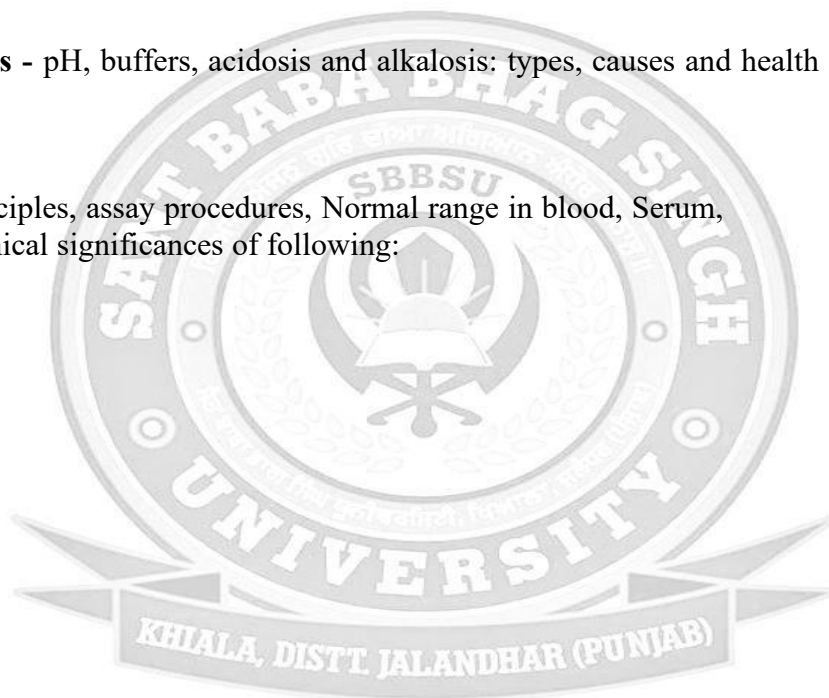 s - pH, buffers, acidosis and alkalosis: types, causes and health
ciples, assay procedures, Normal range in blood, Serum,
nical significances of following:
SANT BABA BHAG SINGH
SBBSU
UNIVERSITY
KHIALA, DISTT. JALANDHAR (PUNJAB)